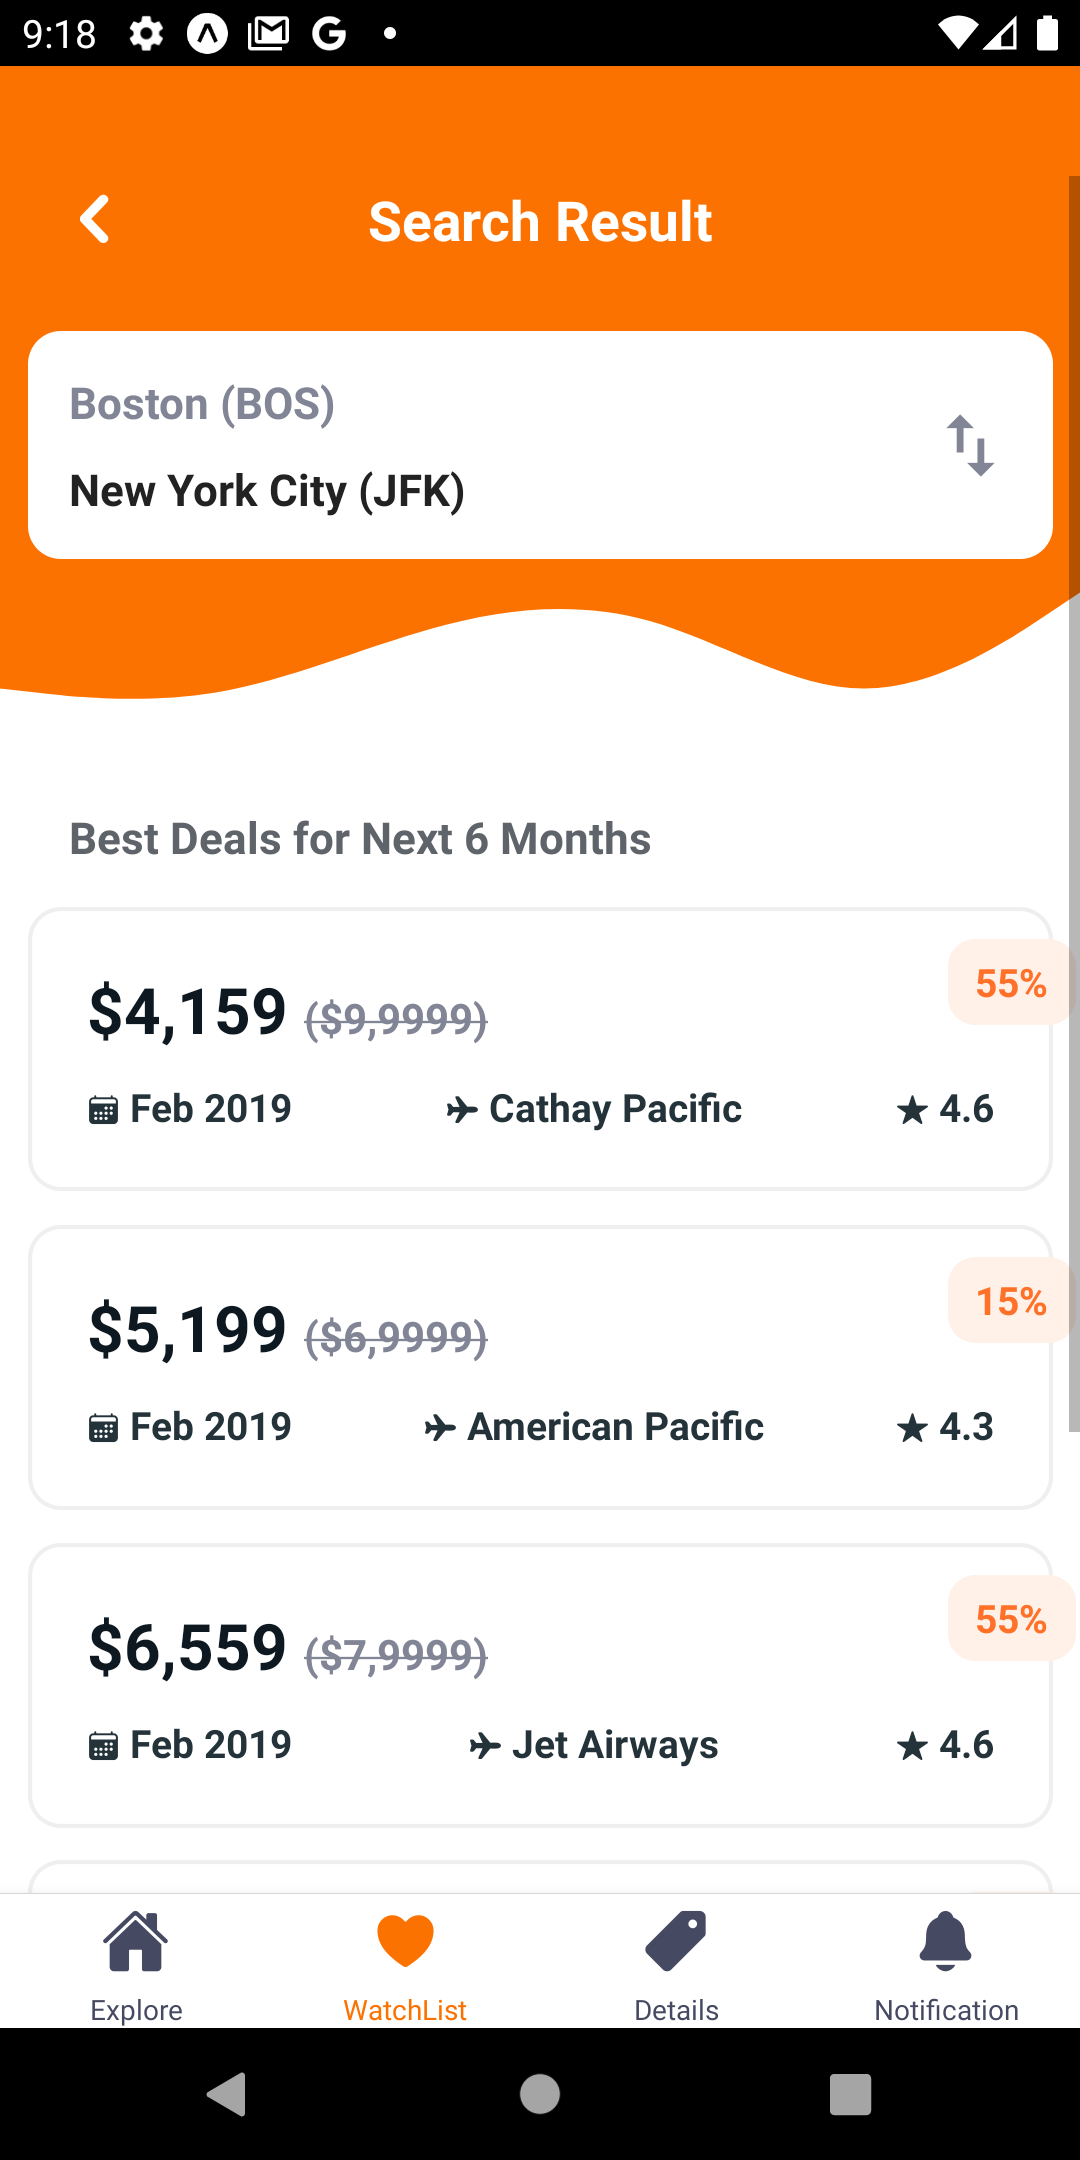 9:18
Search Result
Boston (BOS)
New York City (JFK)
Best Deals for Next 6 Months
55%
$4,159 ($9,9999)
Feb 2019 Cathay Pacific 4.6
15%
$5,199 ($6,9999)
Feb 2019 American Pacific 4.3
55%
$6,559 ($7,9999)
Feb 2019 Jet Airways 4.6
Explore WatchList Details Notification